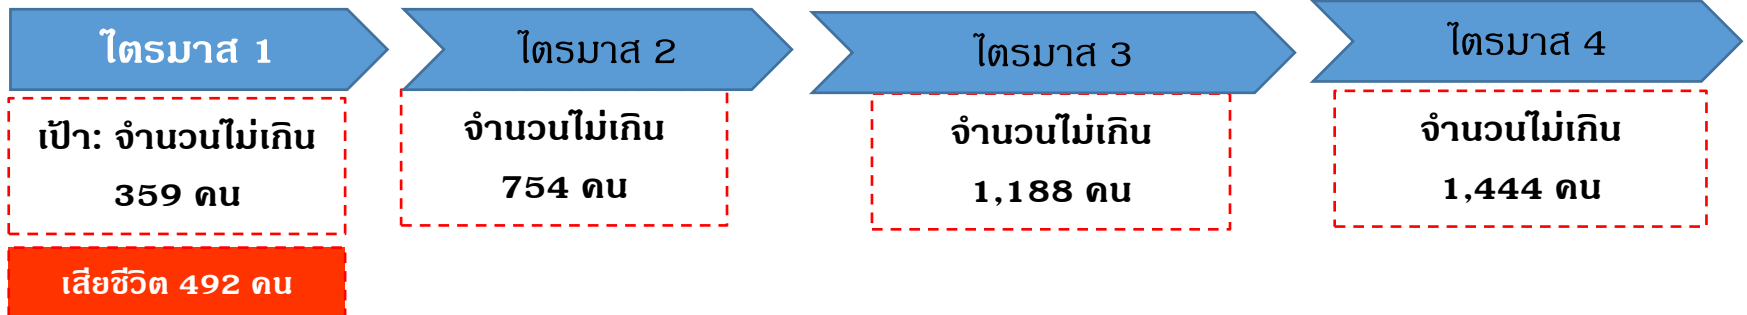 ไตรมาส 1
ไตรมาส 2
ไตรมาส 3
ไตรมาส 4
เป้า: จำนวนไม่เกิน
359 คน
จำนวนไม่เกิน
754 คน
จำนวนไม่เกิน
1,188 คน
จำนวนไม่เกิน
1,444 คน
เสียชีวิต 492 คน